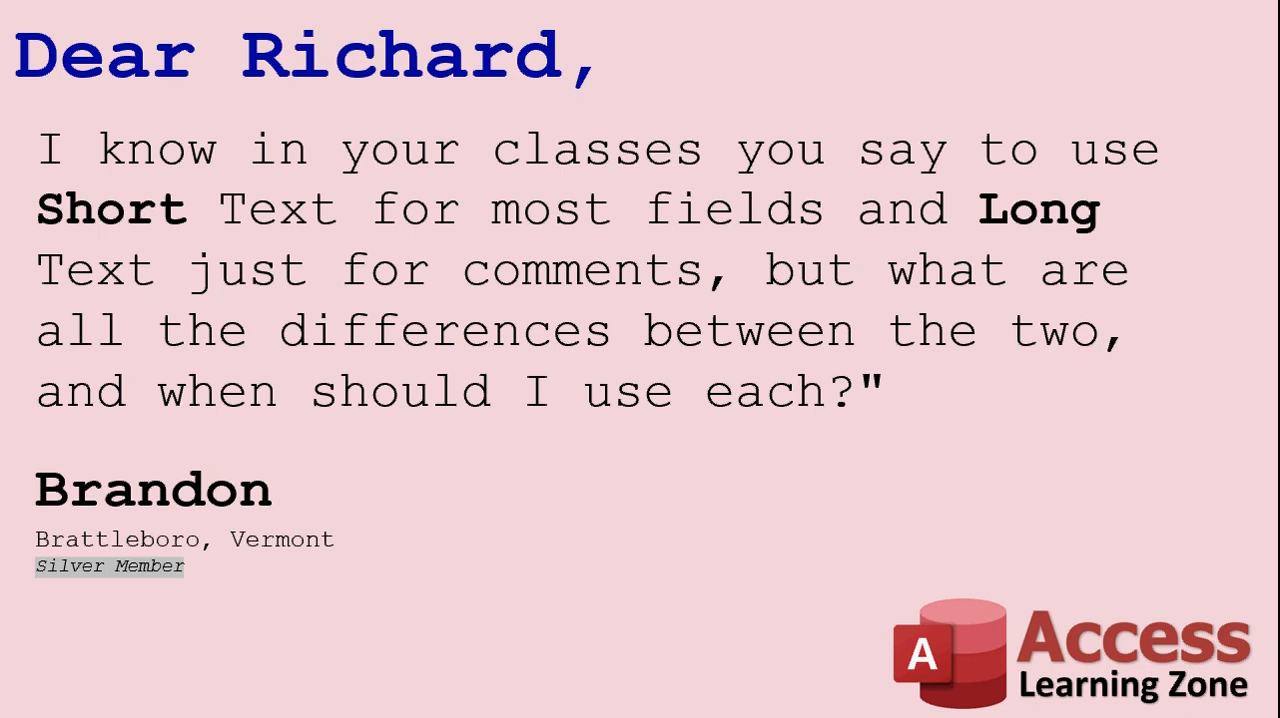 Dear Richard,
I know in your classes you say to use
Short Text for most fields and Long
Text just for comments, but what are
all the differences between the two,
and when should I use each?"
Brandon
Brattleboro, Vermont
Silver Member
A
Access
Learning Zone